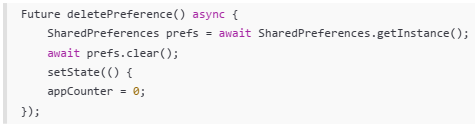 Future deletePreference() async {
    SharedPreferences prefs = await SharedPreferences.getInstance();
    await prefs.clear();
    setState(() {
    appCounter = 0;
});